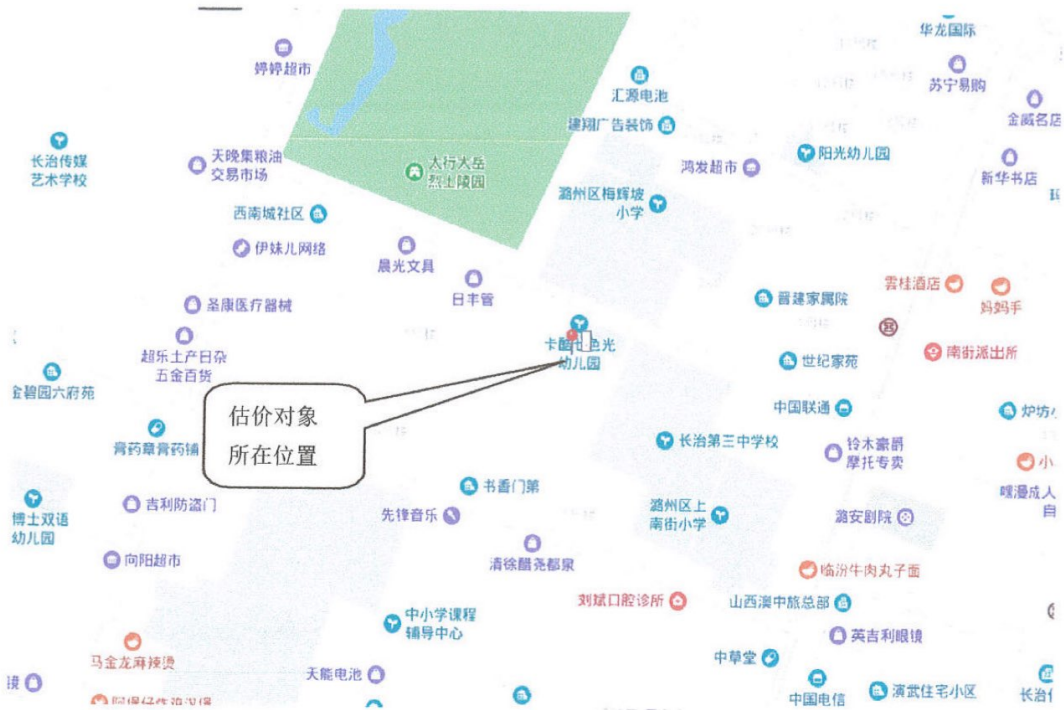 华龙国际
婷婷超市
苏宁易购
汇源电池
金威名店
建翔广告装饰
长治传媒
艺术学校
天晚集粮油
交易市场
太行太岳
烈士陵园
鸿发超市
阳光幼儿园
新华书店
潞州区梅辉坡
小学
西南城社区
伊妹儿网络
晨光文具
日丰管
雲桂酒店
妈妈手
晋建家属院
圣康医疗器械
超乐土产日杂
五金百货
幼儿园
世纪家苑
南街派出所
金碧园六府苑
估价对象
所在位置
中国联通
炉坊
膏药章膏药铺
长治第三中学校
铃木豪爵
摩托专卖
小
书香门第
嘿漫成人
自
博士双语
幼儿园
吉利防盗门
先锋音乐
潞州区上
南街小学
潞安剧院
向阳超市
清徐醋尧都泉
临汾牛肉丸子面
刘斌口腔诊所
山西澳中旅总部
中小学课程
辅导中心
英吉利眼镜
马金龙麻辣烫
中草堂
天能电池
镜
中国电信
演武住宅小区
长治